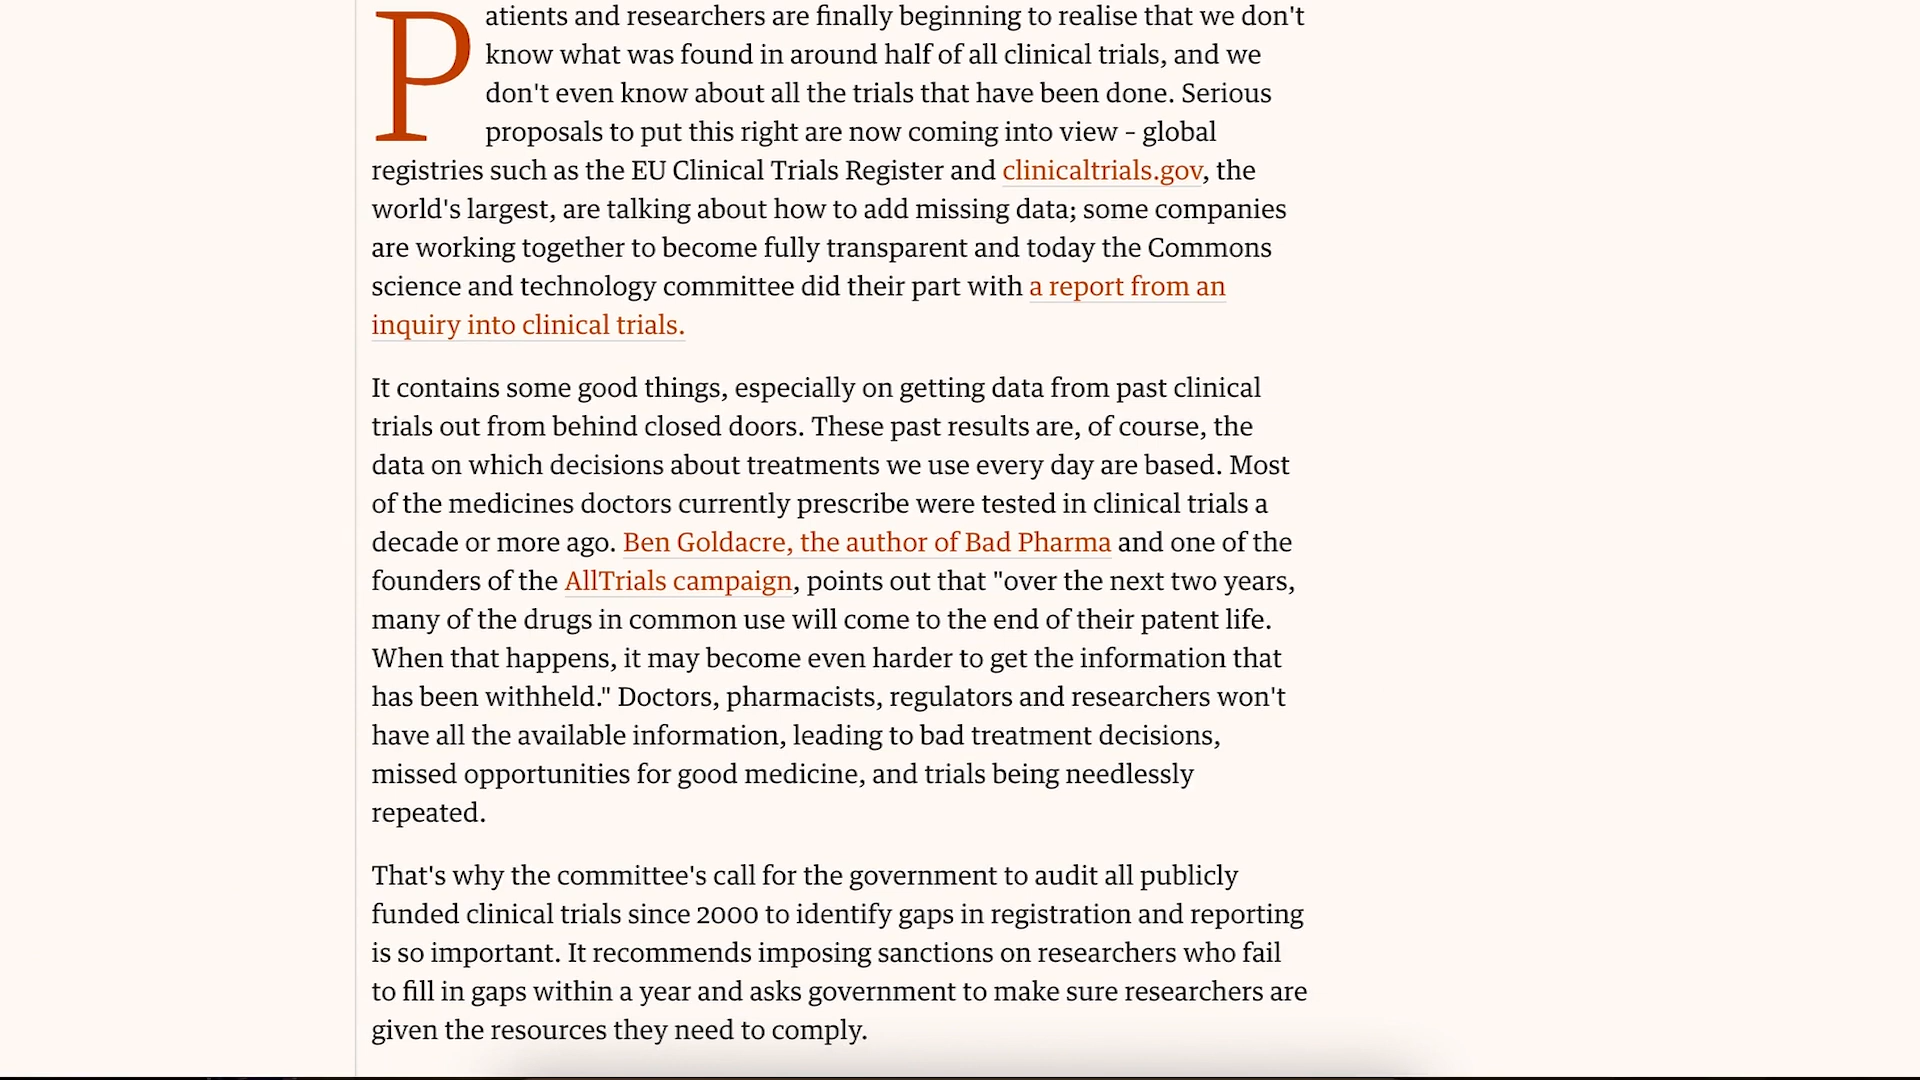 Patients and researchers are finally beginning to realise that we don't
know what was found in around half of all clinical trials, and we
don't even know about all the trials that have been done. Serious
proposals to put this right are now coming into view – global
registries such as the EU Clinical Trials Register and clinicaltrials.gov, the
world's largest, are talking about how to add missing data; some companies
are working together to become fully transparent and today the Commons
science and technology committee did their part with a report from an
inquiry into clinical trials.
It contains some good things, especially on getting data from past clinical
trials out from behind closed doors. These past results are, of course, the
data on which decisions about treatments we use every day are based. Most
of the medicines doctors currently prescribe were tested in clinical trials a
decade or more ago. Ben Goldacre, the author of Bad Pharma and one of the
founders of the AllTrials campaign, points out that "over the next two years,
many of the drugs in common use will come to the end of their patent life.
When that happens, it may become even harder to get the information that
has been withheld." Doctors, pharmacists, regulators and researchers won't
have all the available information, leading to bad treatment decisions,
missed opportunities for good medicine, and trials being needlessly
repeated.
That's why the committee's call for the government to audit all publicly
funded clinical trials since 2000 to identify gaps in registration and reporting
is so important. It recommends imposing sanctions on researchers who fail
to fill in gaps within a year and asks government to make sure researchers are
given the resources they need to comply.